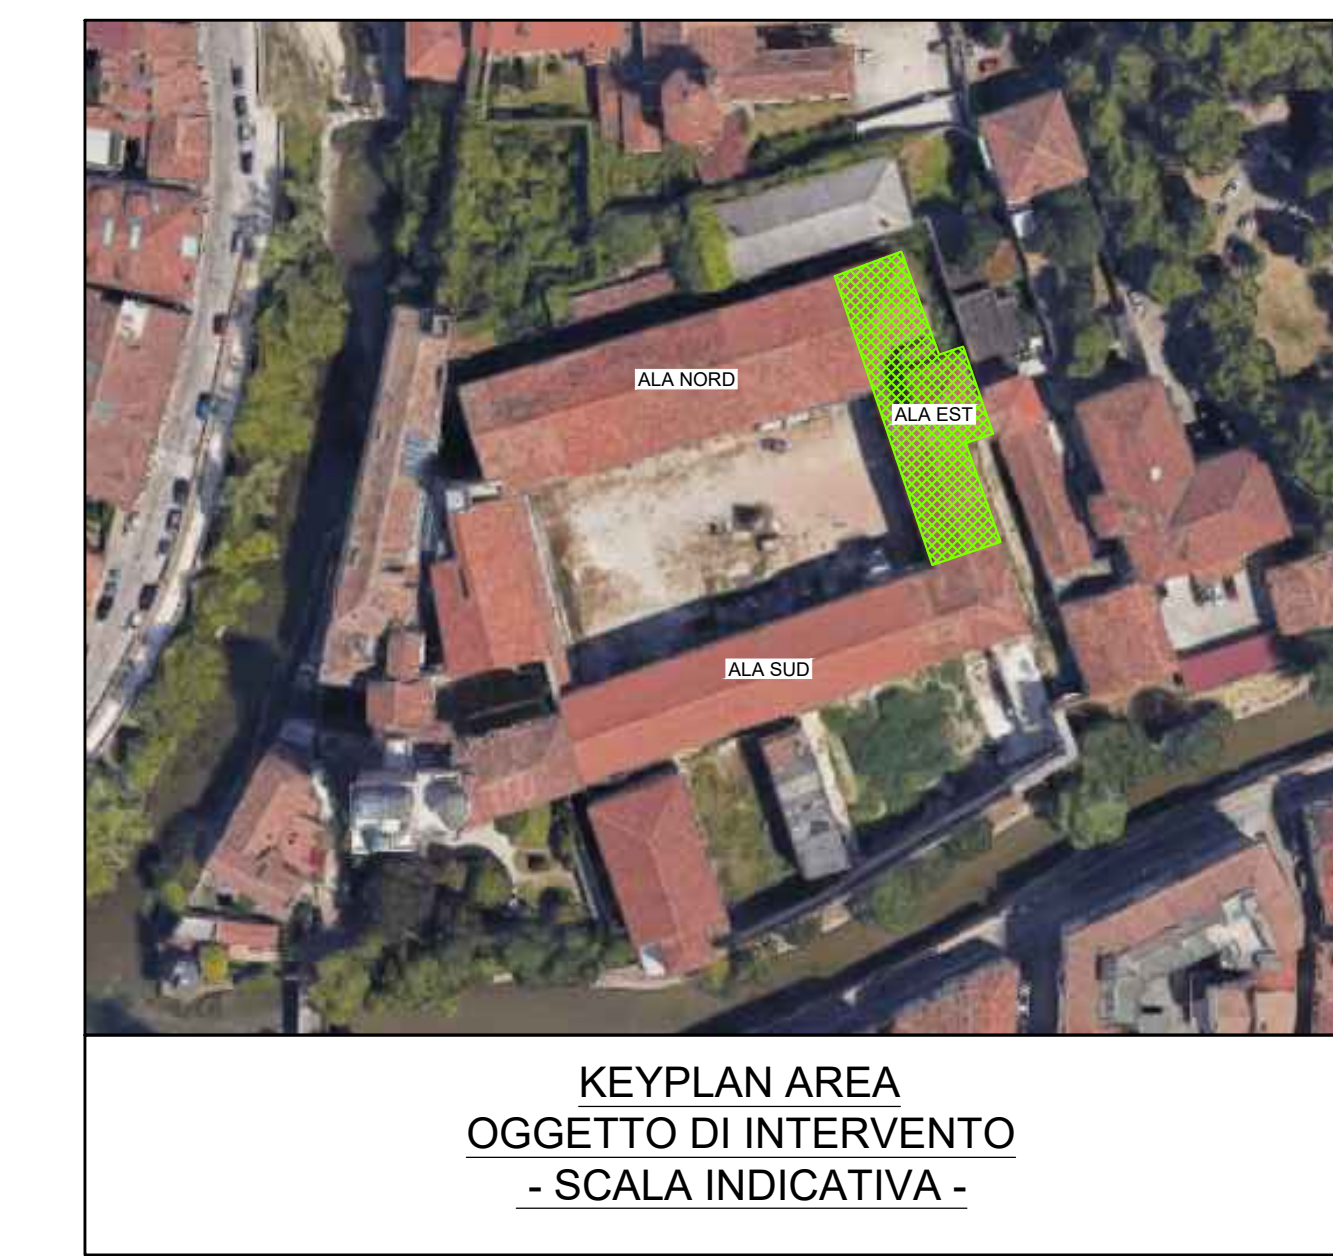 ALA NORD
ALA EST
ALA SUD
KEYPLAN AREA
OGGETTO DI INTERVENTO
- SCALA INDICATIVA -